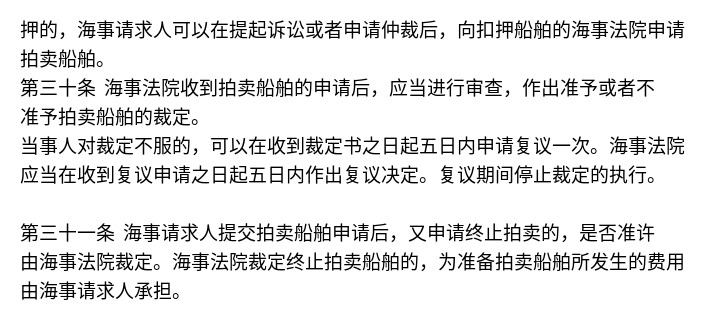 押的，海事请求人可以在提起诉讼或者申请仲裁后，向扣押船舶的海事法院申请
拍卖船舶。
第三十条 海事法院收到拍卖船舶的申请后，应当进行审查，作出准予或者不
准予拍卖船舶的裁定。
当事人对裁定不服的，可以在收到裁定书之日起五日内申请复议一次。海事法院
应当在收到复议申请之日起五日内作出复议决定。复议期间停止裁定的执行。
第三十一条 海事请求人提交拍卖船舶申请后，又申请终止拍卖的，是否准许
由海事法院裁定。海事法院裁定终止拍卖船舶的，为准备拍卖船舶所发生的费用
由海事请求人承担。